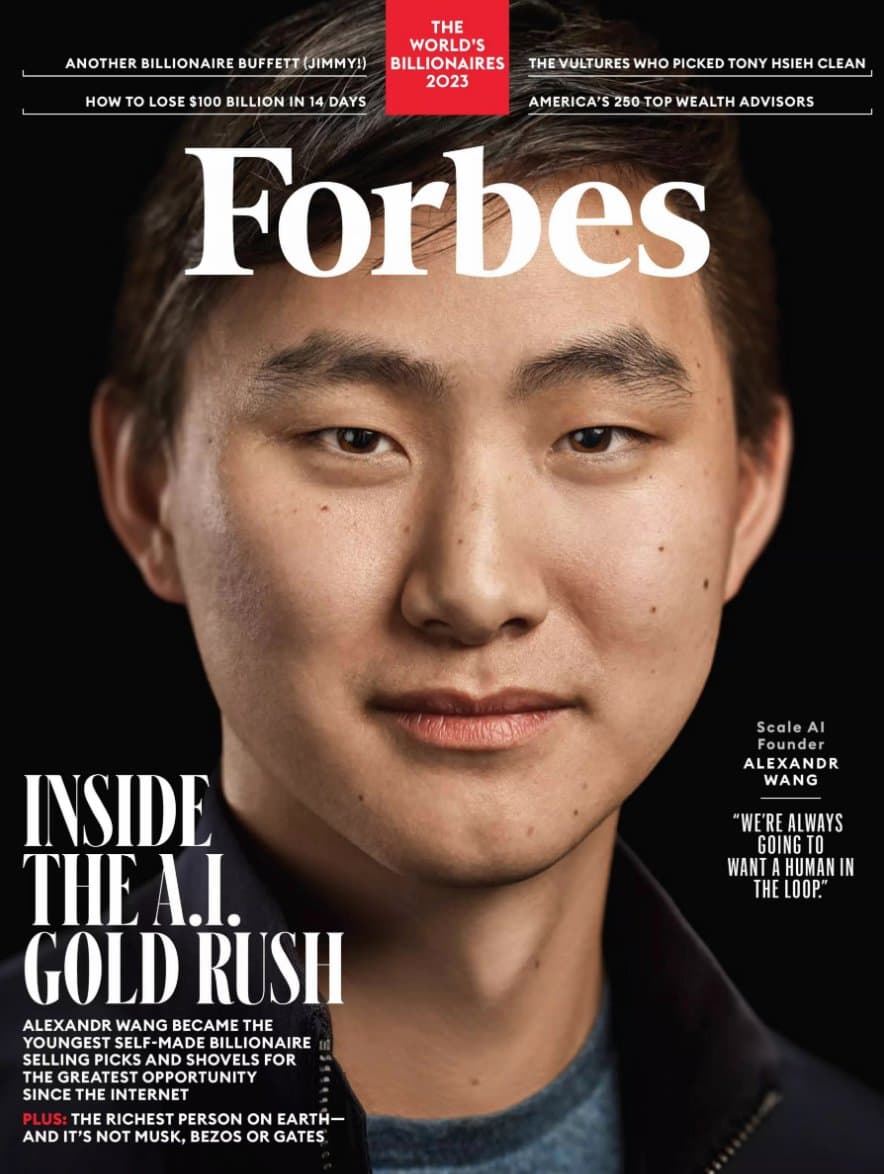 THE
WORLD'S
BILLIONAIRES
2023
ANOTHER BILLIONAIRE BUFFETT (JIMMY!)
HOW TO LOSE $100 BILLION IN 14 DAYS
THE VULTURES WHO PICKED TONY HSIEH CLEAN
AMERICA'S 250 TOP WEALTH ADVISORS
Forbes
Scale AI
Founder
ALEXANDR
WANG
“WE'RE ALWAYS
GOING TO
WANT A HUMAN IN
THE LOOP.”
INSIDE
THE A.I.
GOLD RUSH
ALEXANDR WANG BECAME THE
YOUNGEST SELF-MADE BILLIONAIRE
SELLING PICKS AND SHOVELS FOR
THE GREATEST OPPORTUNITY
SINCE THE INTERNET
PLUS: THE RICHEST PERSON ON EARTH—
AND IT'S NOT MUSK, BEZOS OR GATES